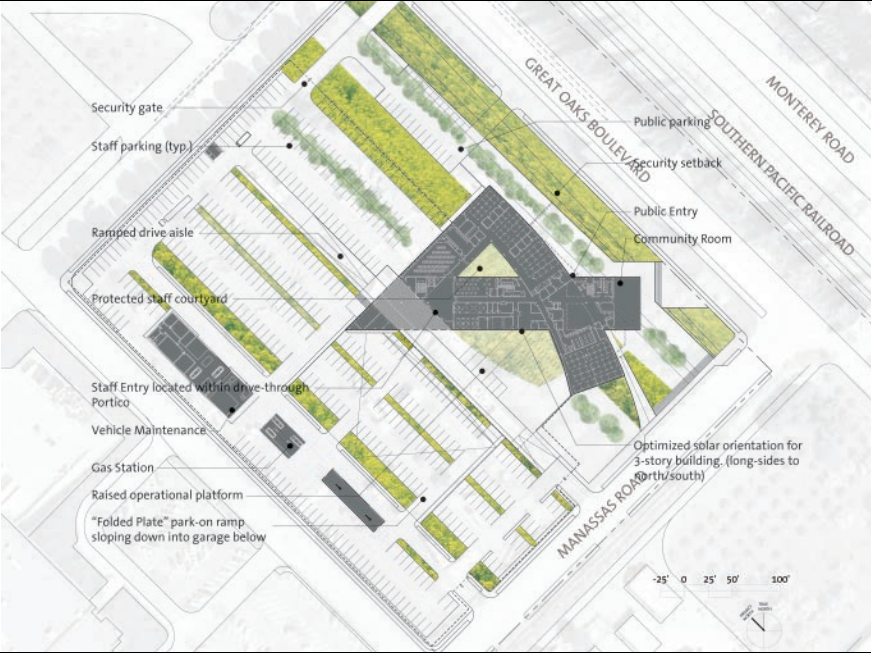 GREAT OAKS BOULEVARD
SOUTHERN PACIFIC RAILROAD
MONTEREY ROAD
Security gate
Staff parking (typ.)
Ramped drive aisle
Protected staff courtyard
Staff Entry located within drive-through
Portico
Vehicle Maintenance
Gas Station
Raised operational platform
“Folded Plate” park-on ramp
sloping down into garage below
Public parking
Security setback
Public Entry
Community Room
Optimized solar orientation for
3-story building. (long-sides to
north/south)
MANASSAS ROAD
-25' 0 25' 50' 100'